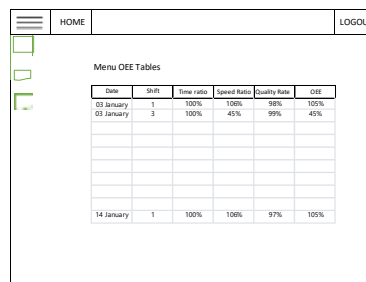 HOME LOGOU
Menu OEE Tables
Date Shift Time ratio Speed Ratio Quality Rate OEE
03 January 1 100% 106% 98% 105%
03 January 3 100% 45% 99% 45%
14 January 1 100% 106% 97% 105%